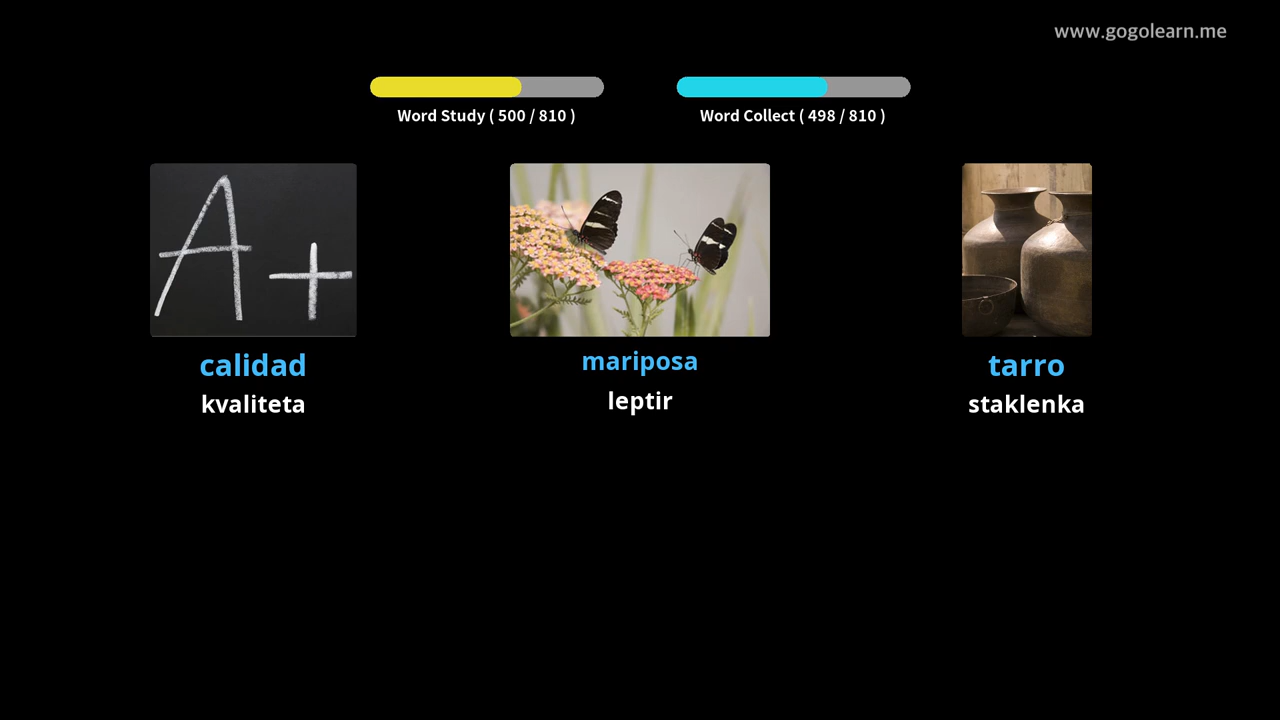 www.gogolearn.me
Word Study ( 500 / 810 )
Word Collect ( 498 / 810 )
A+
calidad
kvaliteta
mariposa
leptir
tarro
staklenka